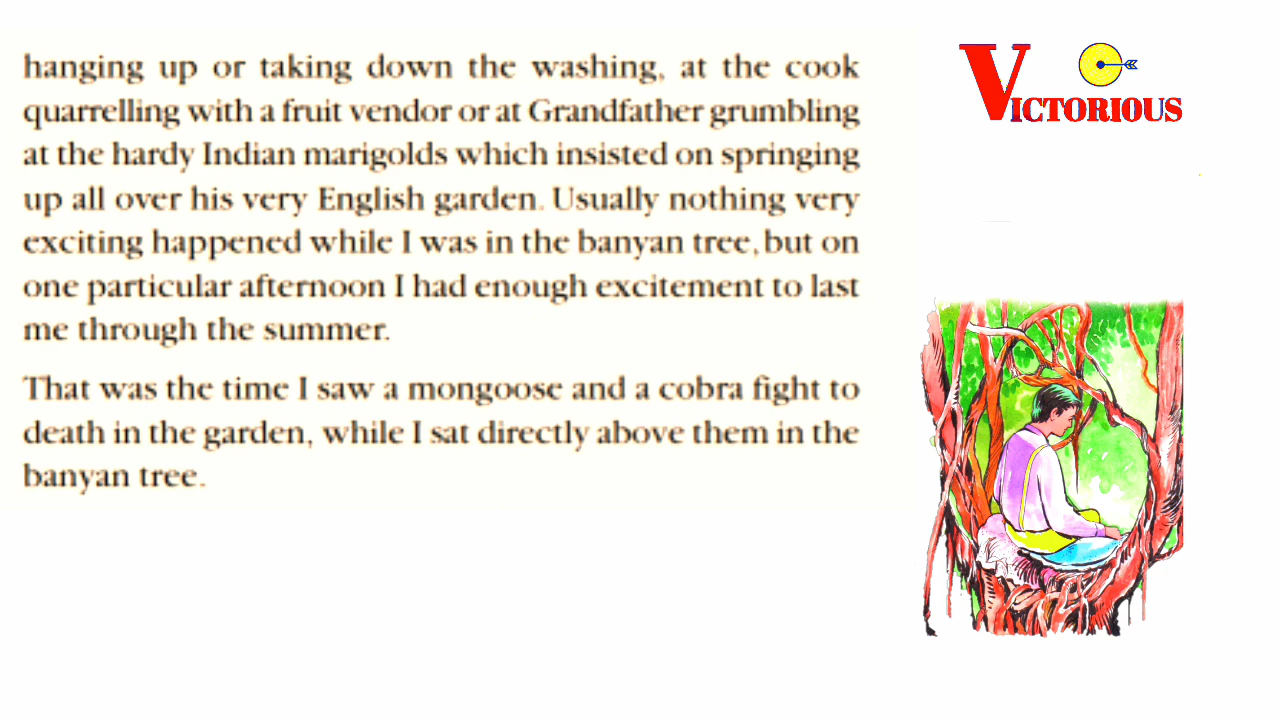 hanging up or taking down the washing, at the cook
quarrelling with a fruit vendor or at Grandfather grumbling
at the hardy Indian marigolds which insisted on springing
up all over his very English garden. Usually nothing very
exciting happened while I was in the banyan tree, but on
one particular afternoon I had enough excitement to last
me through the summer.
That was the time I saw a mongoose and a cobra fight to
death in the garden, while I sat directly above them in the
banyan tree.
VICTORIOUS